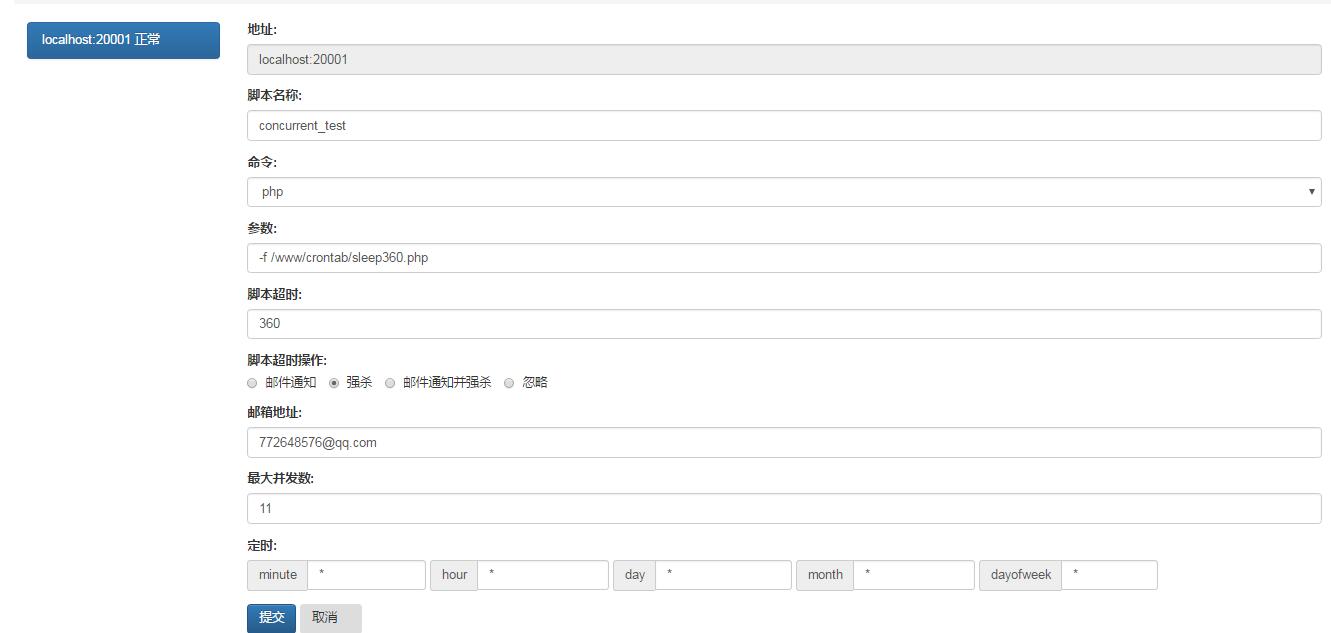 localhost:20001 正常
地址:
localhost:20001
脚本名称:
concurrent_test
命令:
php
参数:
-f /www/crontab/sleep360.php
脚本超时:
360
脚本超时操作:
邮件通知 强杀 邮件通知并强杀 忽略
邮箱地址:
772648576@qq.com
最大并发数:
11
定时:
minute * hour * day * month * dayofweek *
提交 取消